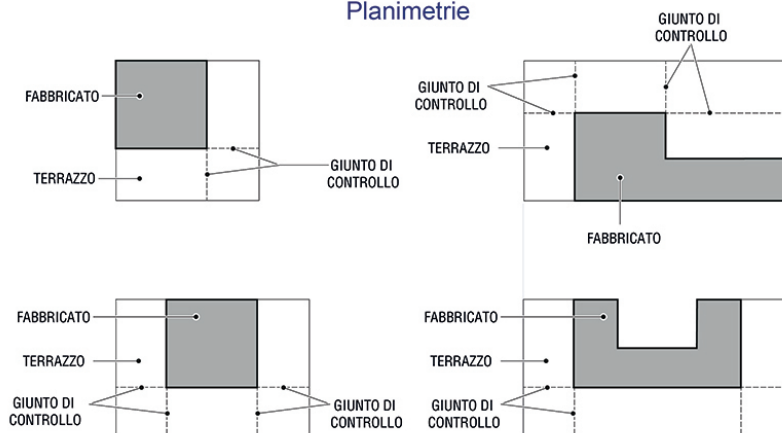 Planimetrie
FABBRICATO
TERRAZZO
GIUNTO DI
CONTROLLO
GIUNTO DI
CONTROLLO
GIUNTO DI
CONTROLLO
TERRAZZO
FABBRICATO
FABBRICATO
TERRAZZO
GIUNTO DI
CONTROLLO
GIUNTO DI
CONTROLLO
FABBRICATO
TERRAZZO
GIUNTO DI
CONTROLLO